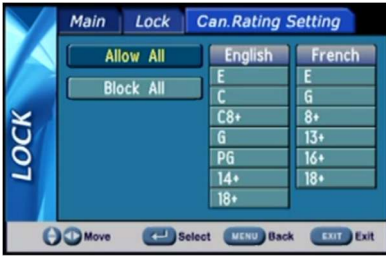 Main Lock Can.Rating Setting
Allow All English French
Block All E E
C G
C8+ 8+
G 13+
PG 16+
14+ 18+
18+
LOCK
Move Select MENU Back EXIT Exit